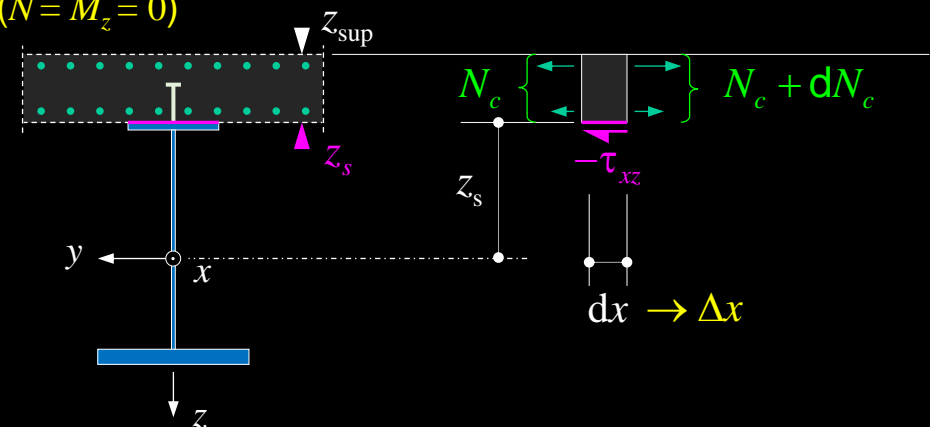 (N = M_z = 0)
z_sup
N_c
N_c + dN_c
z_s
−τ_xz
z_s
y
x
dx → Δx
z